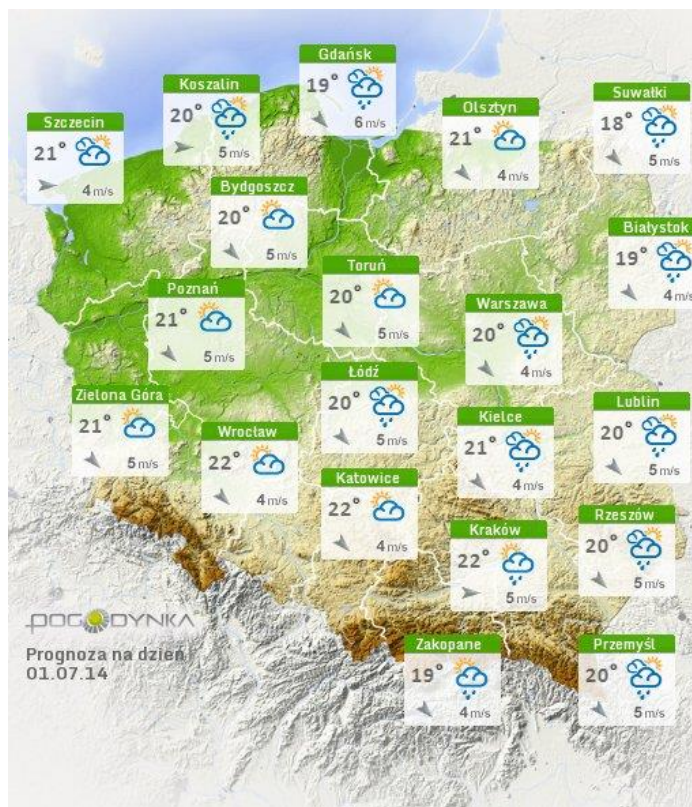 Gdańsk
19°
6 m/s
Koszalin
20°
5 m/s
Suwałki
18°
5 m/s
Olsztyn
21°
4 m/s
Szczecin
21°
4 m/s
Bydgoszcz
20°
5 m/s
Białystok
19°
4 m/s
Toruń
20°
5 m/s
Poznań
21°
5 m/s
Warszawa
20°
4 m/s
Łódź
20°
5 m/s
Zielona Góra
21°
5 m/s
Lublin
20°
5 m/s
Kielce
21°
4 m/s
Wrocław
22°
4 m/s
Katowice
22°
4 m/s
Rzeszów
20°
5 m/s
Kraków
22°
5 m/s
POGODYNKA
Prognoza na dzień
01.07.14
Zakopane
19°
4 m/s
Przemyśl
20°
5 m/s